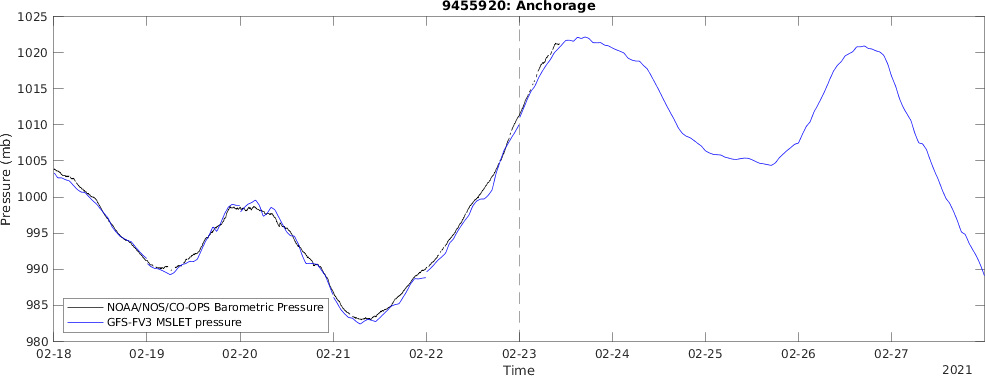 9455920: Anchorage
1025
1020
1015
1010
1005
1000
995
990
985
980
Pressure (mb)
NOAA/NOS/CO-OPS Barometric Pressure
GFS-FV3 MSLET pressure
02-18 02-19 02-20 02-21 02-22 02-23 02-24 02-25 02-26 02-27
Time
2021